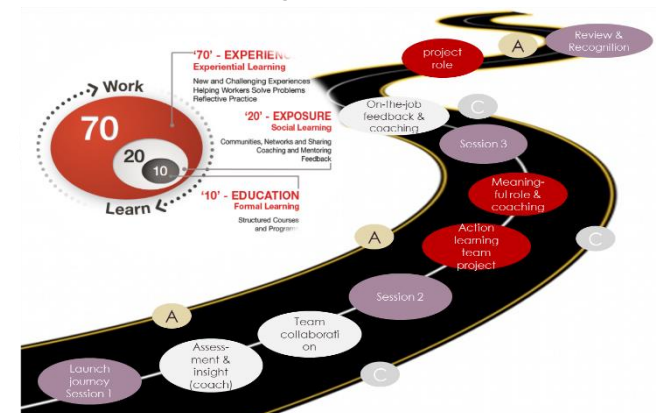 '70' - EXPERIENC
Experiential Learning
New and Challenging Experiences
Helping Workers Solve Problems
Reflective Practice
'20' - EXPOSURE
Social Learning
Communities, Networks and Sharing
Coaching and Mentoring
Feedback
'10' - EDUCATION
Formal Learning
Structured Courses
and Program
Work
70
20
10
Learn
Review &
Recognition
A
project
role
C
On-the-job
feedback &
coaching
Session 3
Meaning-
ful role &
coaching
C
A
Action
learning
team
project
Session 2
A
Team
collaborati
on
C
Assess-
ment &
insight
(coach)
Launch
journey
Session 1